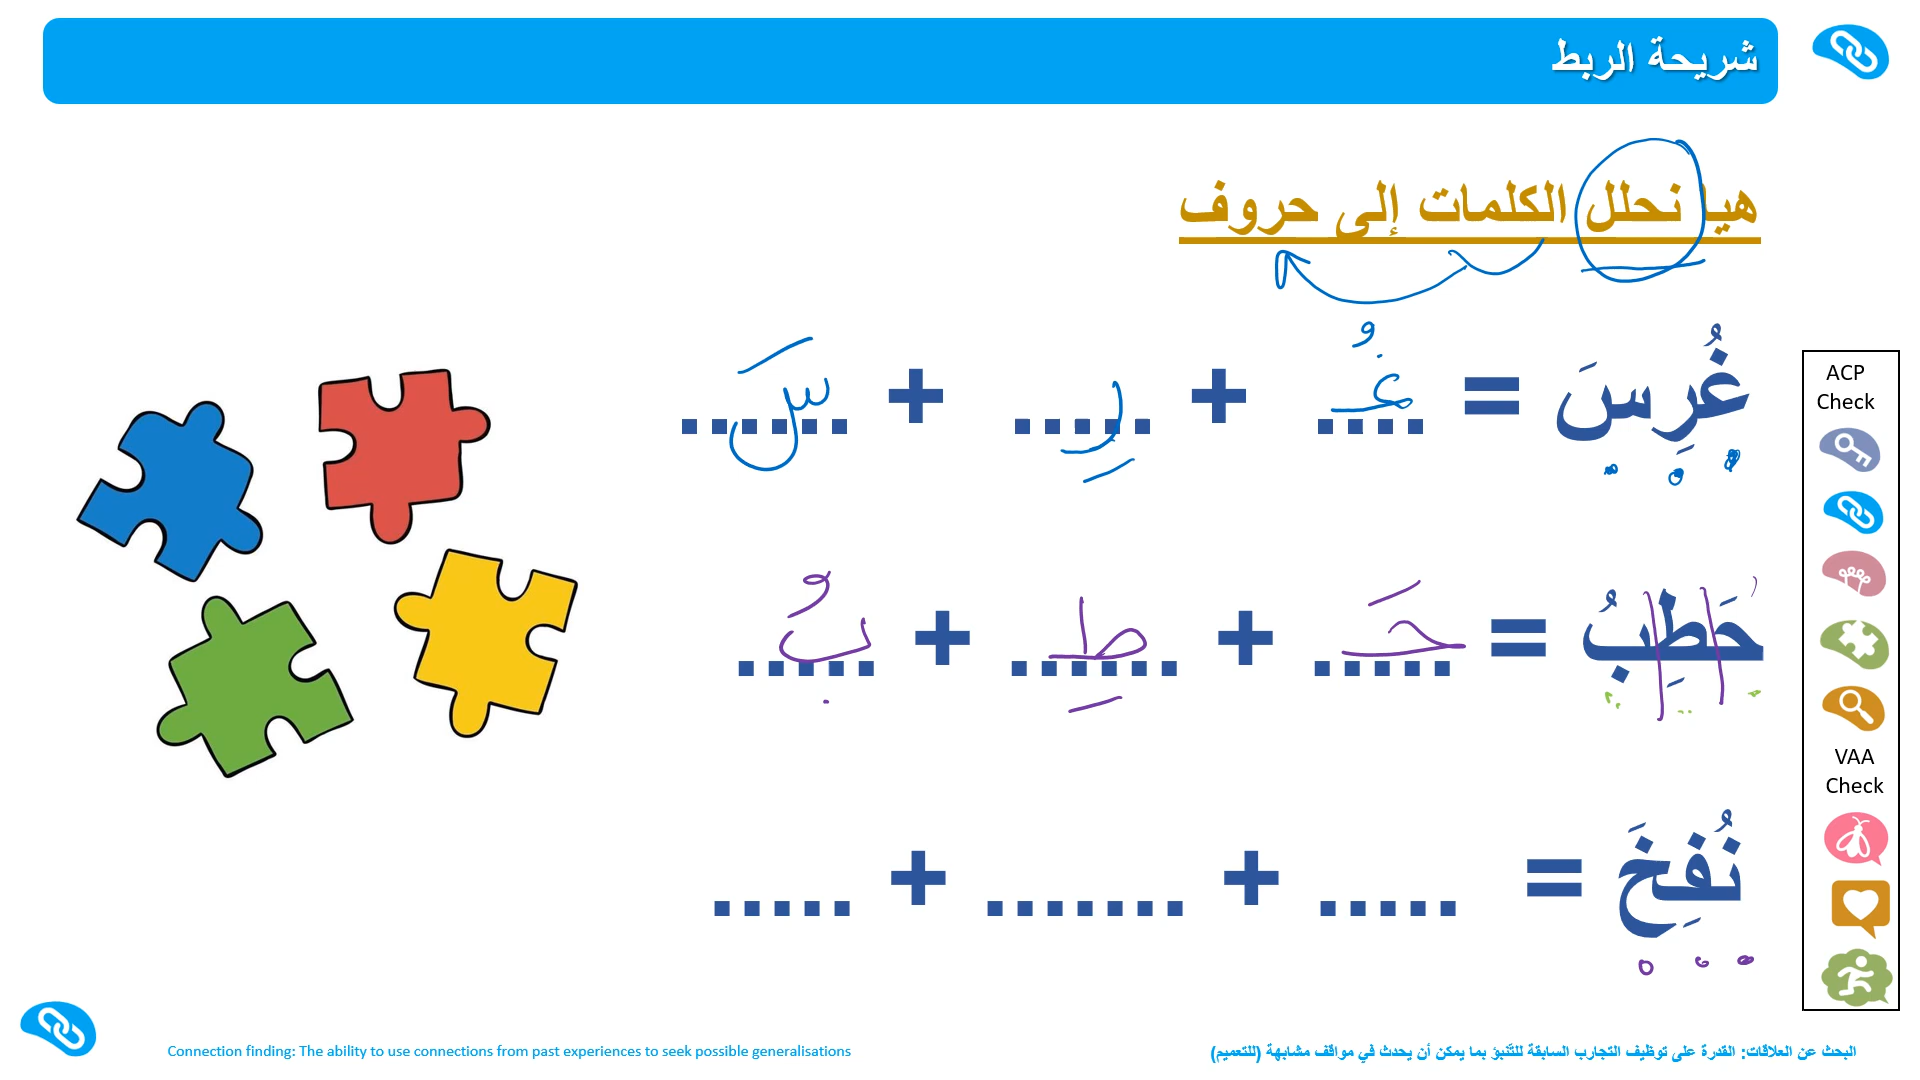 شريحة الربط
هيا نحلل الكلمات إلى حروف
غُرِسَ = غُ + رِ + سَ
حَطِبُ = حَ + طِ + بُ
نُفِخَ = ..... + ....... + .....
ACP
Check
VAA
Check
البحث عن العلاقات: القدرة على توظيف التجارب السابقة للتّنبؤ بما يمكن أن يحدث في مواقف مشابهة (للتعميم)
Connection finding: The ability to use connections from past experiences to seek possible generalisations